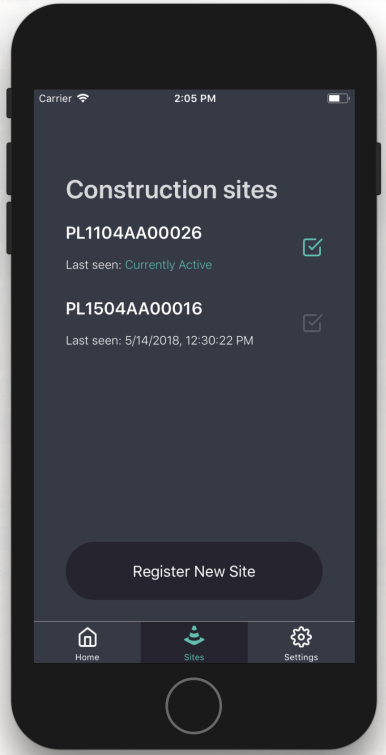 Carrier 2:05 PM
Construction sites
PL1104AA00026
Last seen: Currently Active
PL1504AA00016
Last seen: 5/14/2018, 12:30:22 PM
Register New Site
Home Sites Settings